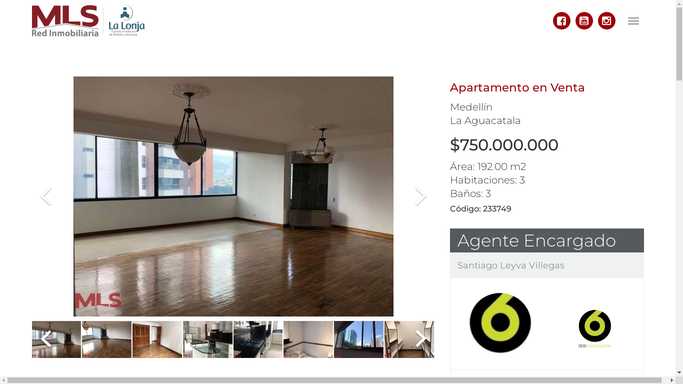 MLS
Red Inmobiliaria
La Lonja
Apartamento en Venta
Medellín
La Aguacatala
$750.000.000
Área: 192.00 m2
Habitaciones: 3
Baños: 3
Código: 233749
Agente Encargado
Santiago Leyva Villegas
MLS